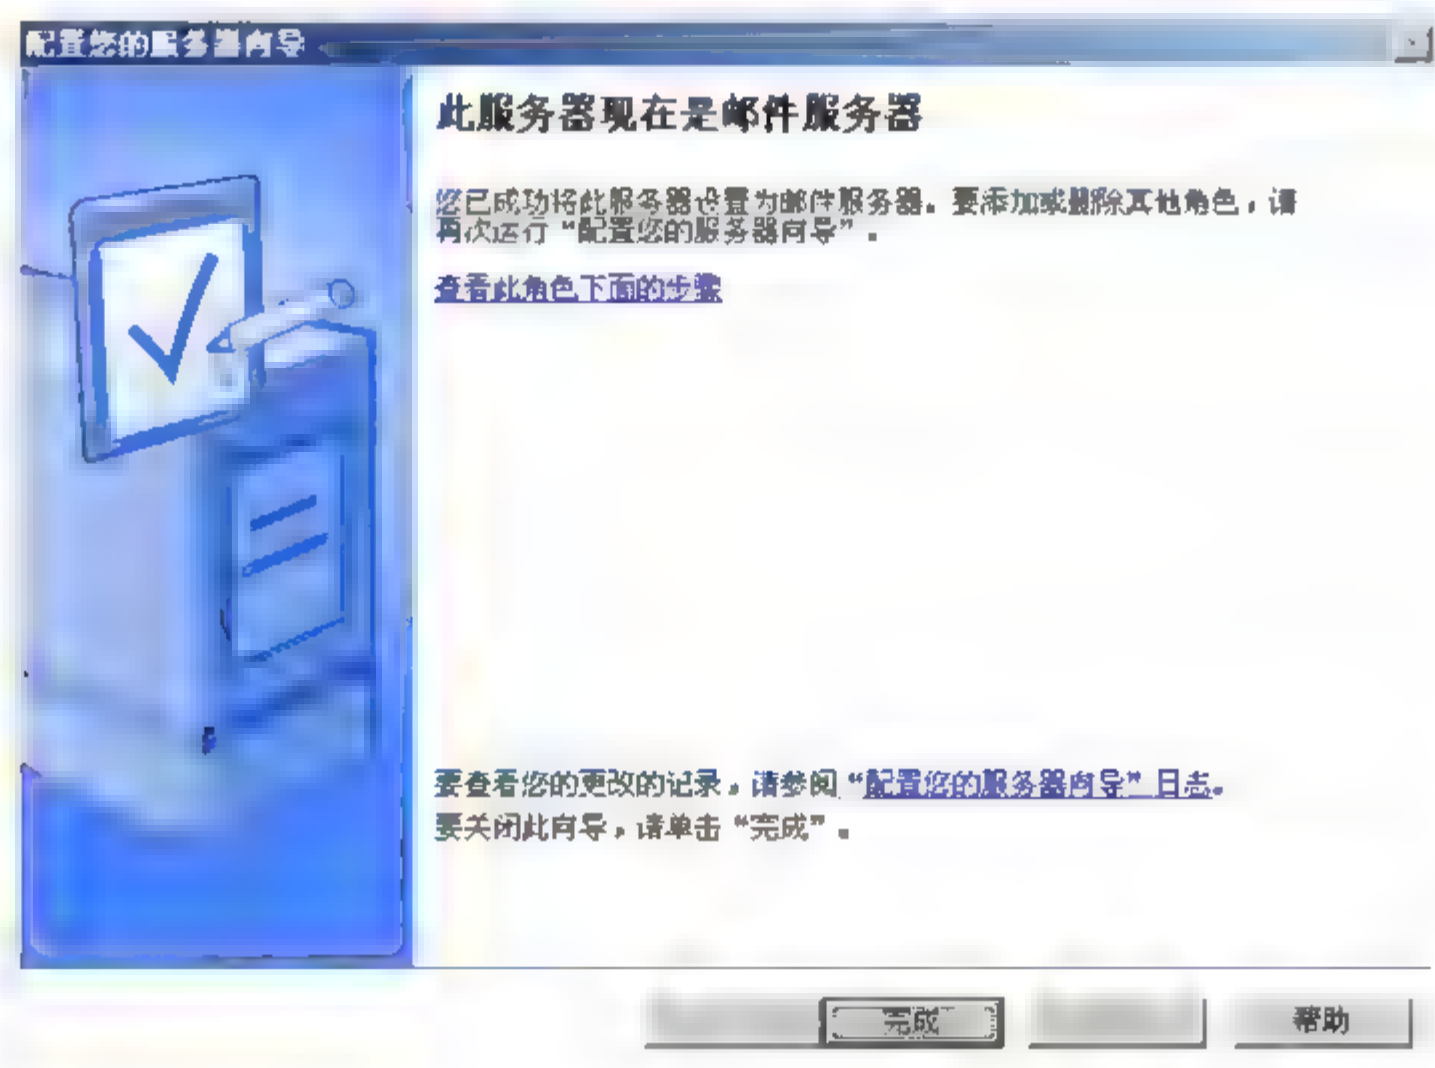 配置您的服务器向导
此服务器现在是邮件服务器
您已成功将此服务器设置为邮件服务器。要添加或删除其他角色，请
再次运行“配置您的服务器向导”。
查看此角色下面的步骤
要查看您的更改的记录，请参阅“配置您的服务器向导”日志。
要关闭此向导，请单击“完成”。
完成
帮助